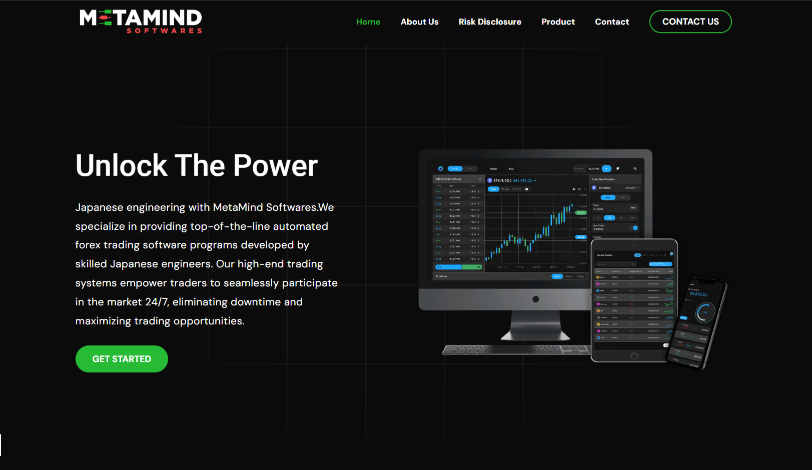 METAMIND
SOFTWARES
Home About Us Risk Disclosure Product Contact CONTACT US
Unlock The Power
Japanese engineering with MetaMind Softwares.We
specialize in providing top-of-the-line automated
forex trading software programs developed by
skilled Japanese engineers. Our high-end trading
systems empower traders to seamlessly participate
in the market 24/7, eliminating downtime and
maximizing trading opportunities.
GET STARTED